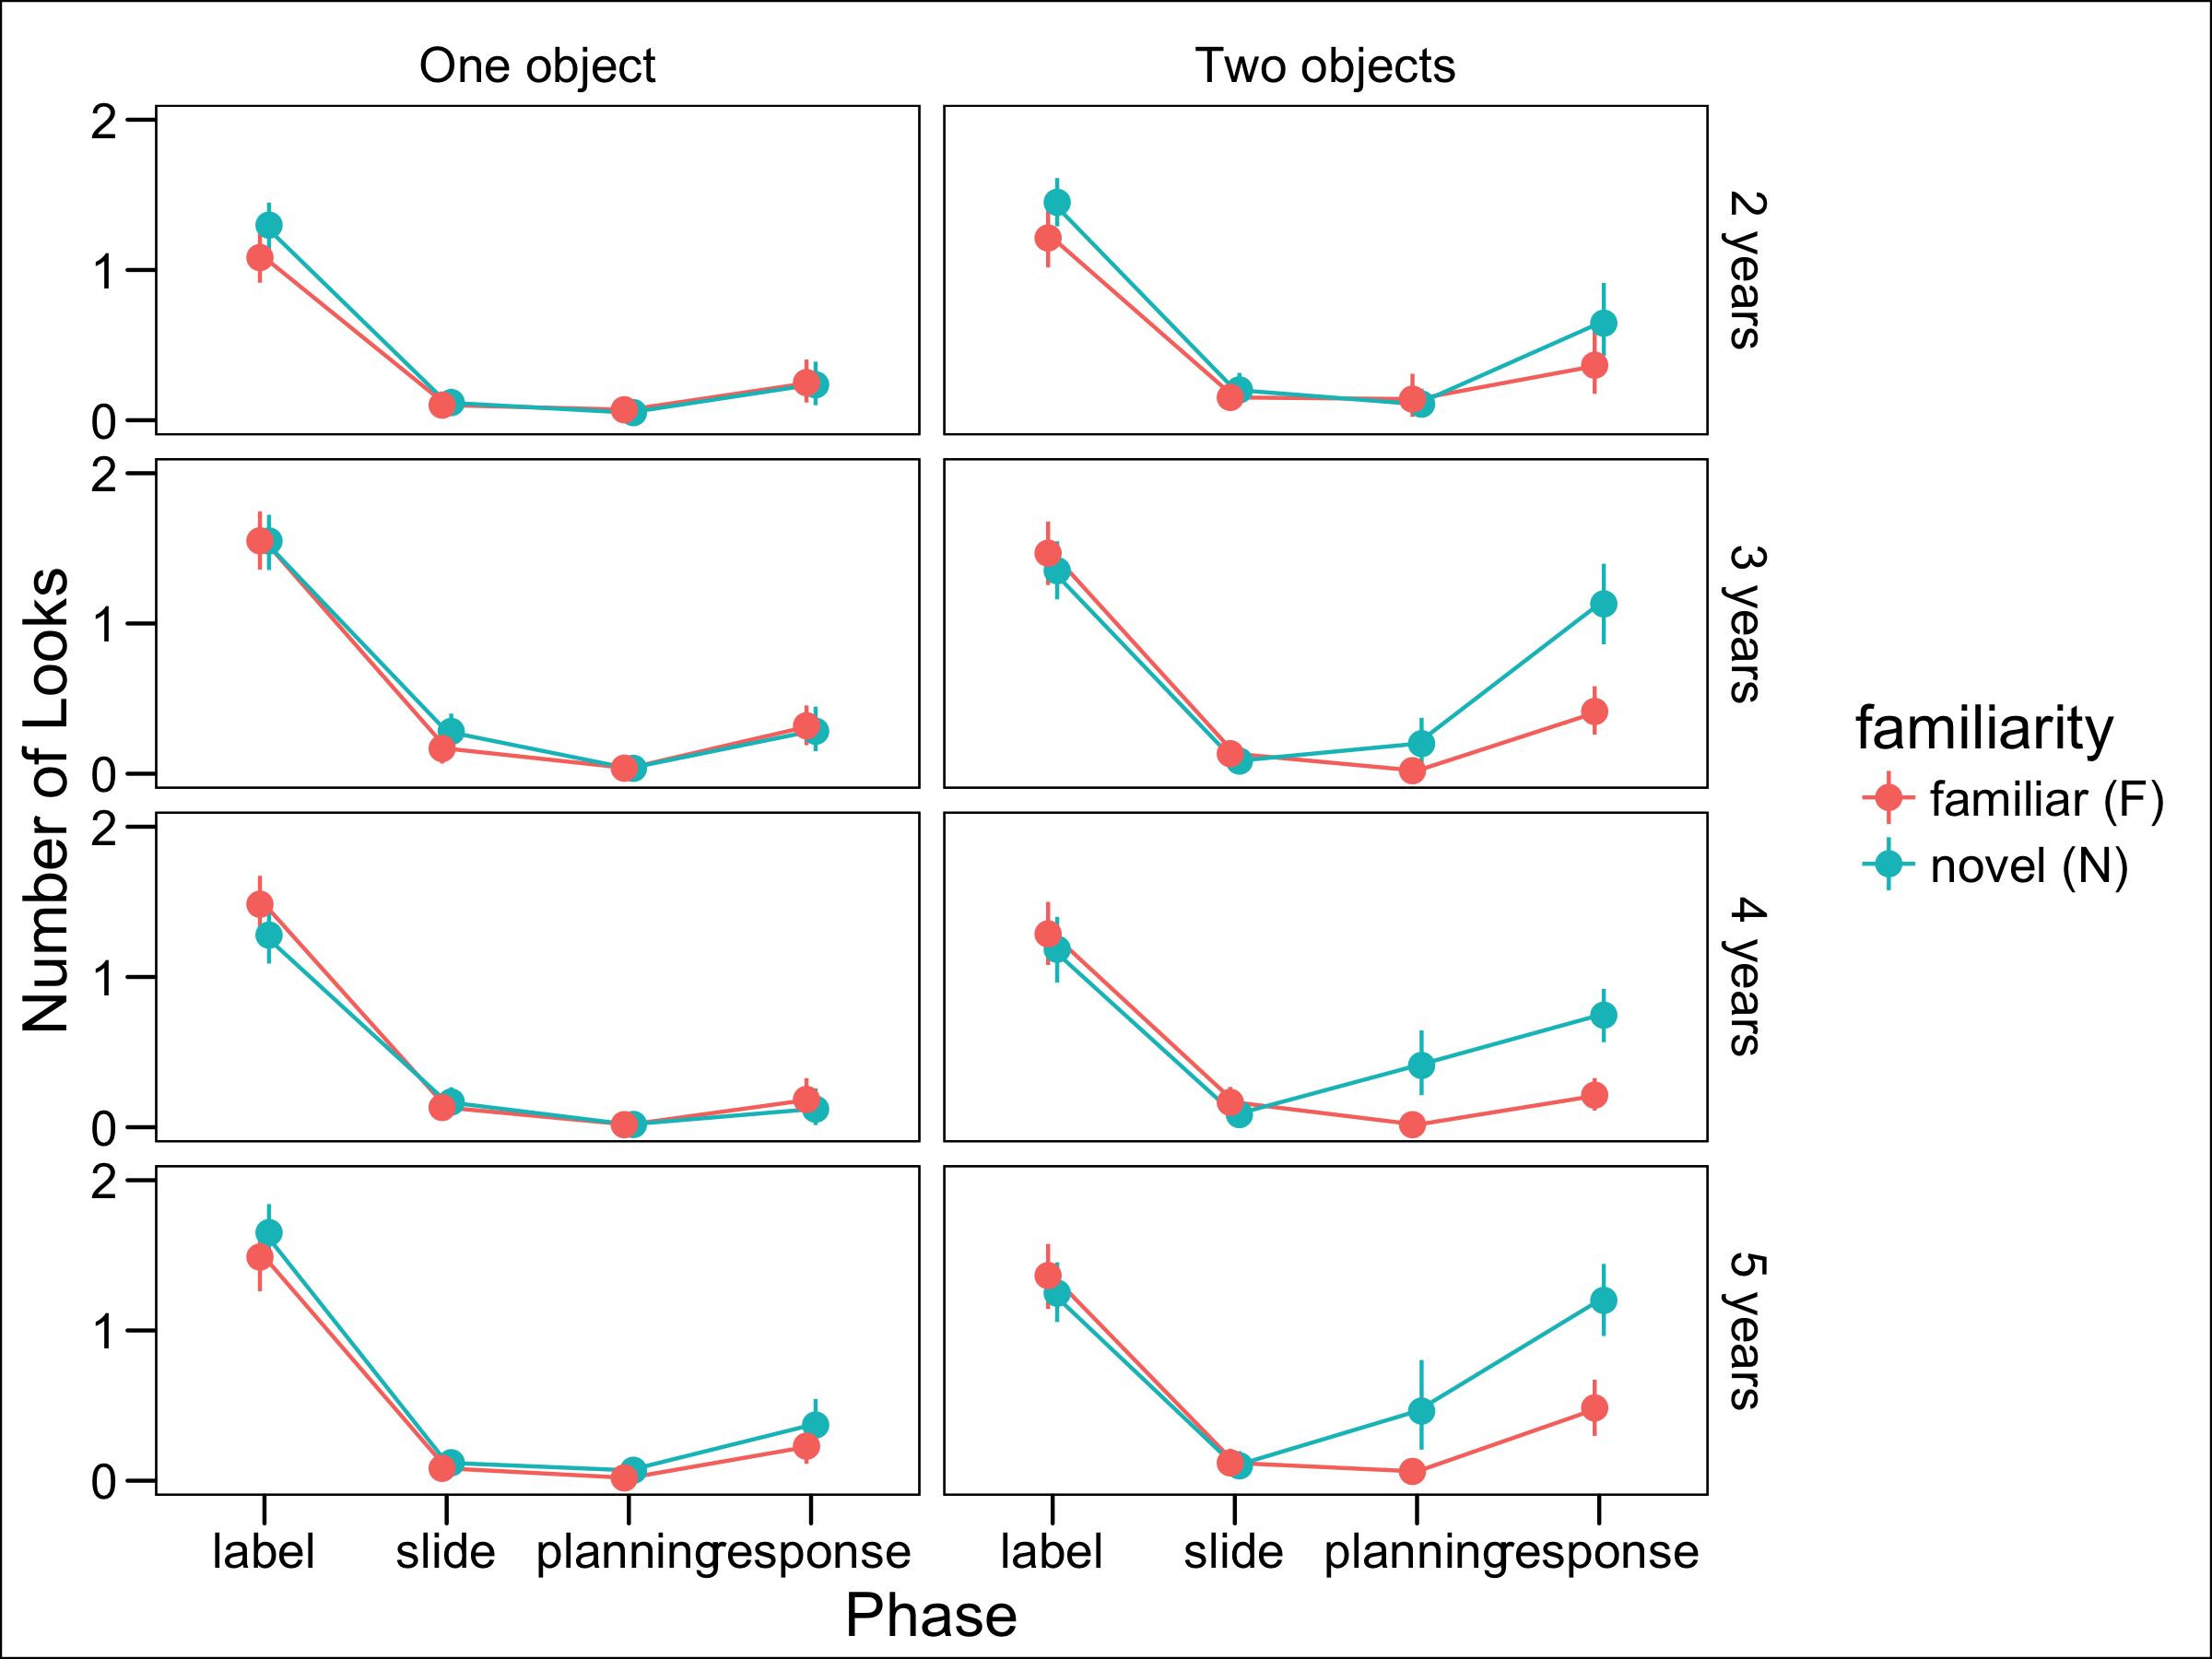 One object Two objects
2
1
0
2 years
2
1
0
3 years
2
1
0
4 years
2
1
0
5 years
Number of Looks
label slide planning response label slide planning response
Phase
familiarity
familiar (F)
novel (N)